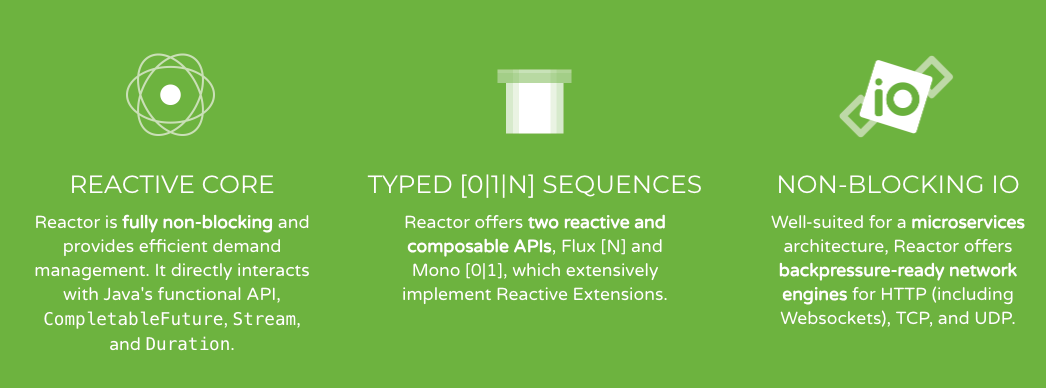 iO
REACTIVE CORE
Reactor is fully non-blocking and
provides efficient demand
management. It directly interacts
with Java's functional API,
CompletableFuture, Stream,
and Duration.
TYPED [0|1|N] SEQUENCES
Reactor offers two reactive and
composable APIs, Flux [N] and
Mono [0|1], which extensively
implement Reactive Extensions.
NON-BLOCKING IO
Well-suited for a microservices
architecture, Reactor offers
backpressure-ready network
engines for HTTP (including
Websockets), TCP, and UDP.